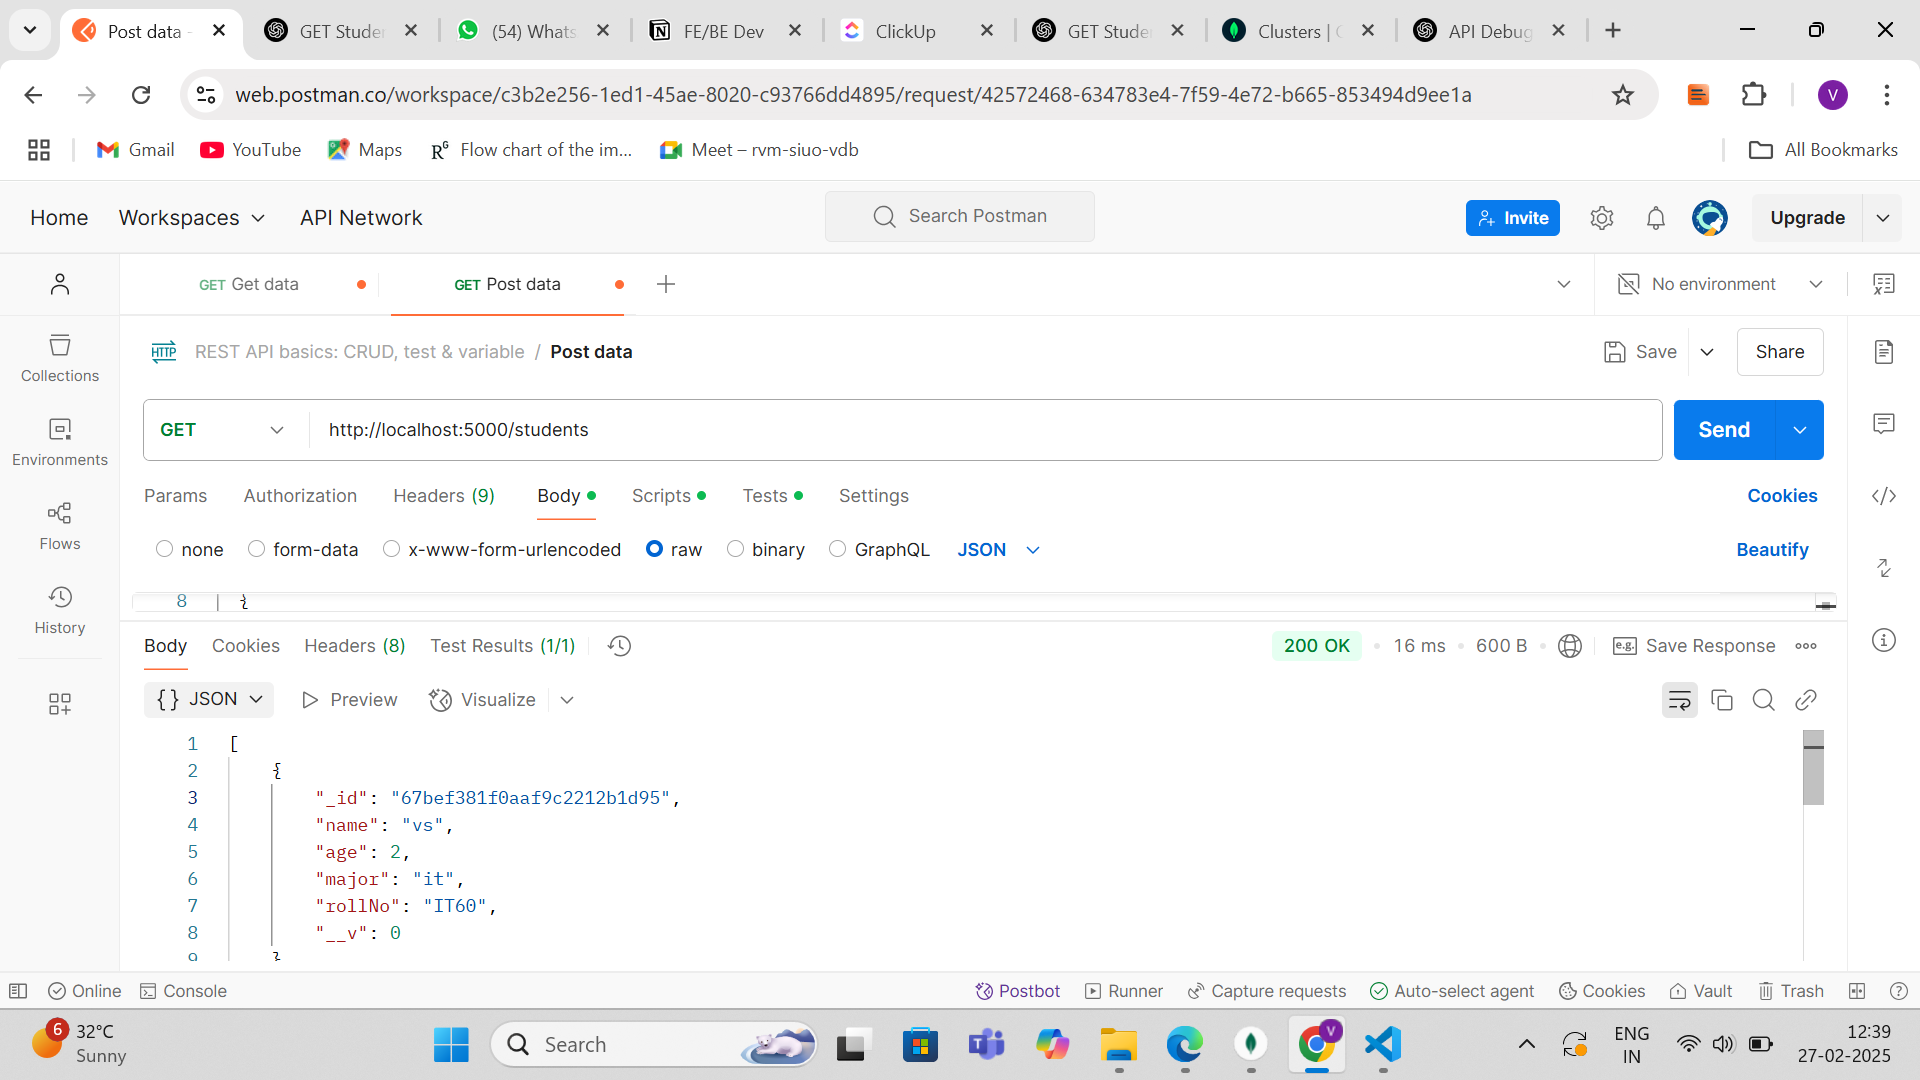 Post data -
GET Studer
(54) Whats
FE/BE Dev
ClickUp
GET Studer
Clusters |
API Debug
web.postman.co/workspace/c3b2e256-1ed1-45ae-8020-c93766dd4895/request/42572468-634783e4-7f59-4e72-b665-853494d9ee1a
V
Gmail
YouTube
Maps
Flow chart of the im...
Meet – rvm-siuo-vdb
All Bookmarks
Home
Workspaces
API Network
Search Postman
Invite
Upgrade
GET Get data
GET Post data
No environment
HTTP
REST API basics: CRUD, test & variable / Post data
Save
Share
Collections
Environments
Flows
History
GET
http://localhost:5000/students
Send
Params
Authorization
Headers (9)
Body
Scripts
Tests
Settings
Cookies
none
form-data
x-www-form-urlencoded
raw
binary
GraphQL
JSON
Beautify
8 {
Body
Cookies
Headers (8)
Test Results (1/1)
200 OK
16 ms
600 B
e.g. Save Response
{} JSON
Preview
Visualize
1 [
2 {
3 "_id": "67bef381f0aaf9c2212b1d95",
4 "name": "vs",
5 "age": 2,
6 "major": "it",
7 "rollNo": "IT60",
8 "__v": 0
9 }
Online
Console
Postbot
Runner
Capture requests
Auto-select agent
Cookies
Vault
Trash
6
32°C
Sunny
Search
V
ENG
IN
12:39
27-02-2025